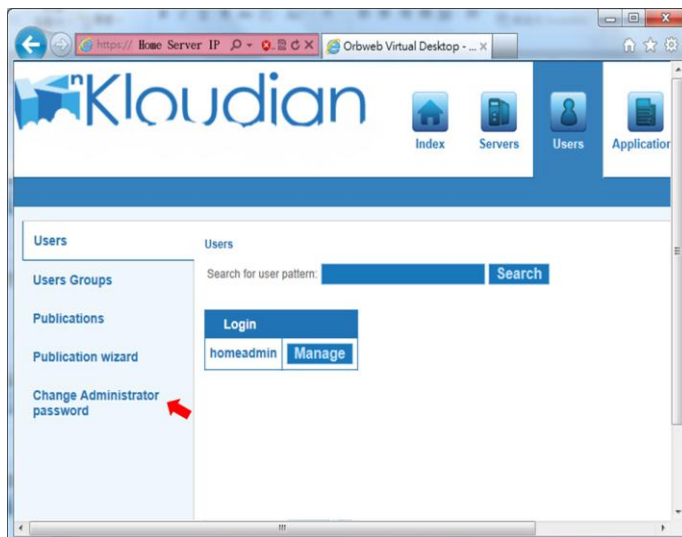 https:// Home Server IP
Orbweb Virtual Desktop - ...
nKloudian
Index
Servers
Users
Application
Users
Users Groups
Publications
Publication wizard
Change Administrator
password
Users
Search for user pattern:
Search
Login
homeadmin
Manage